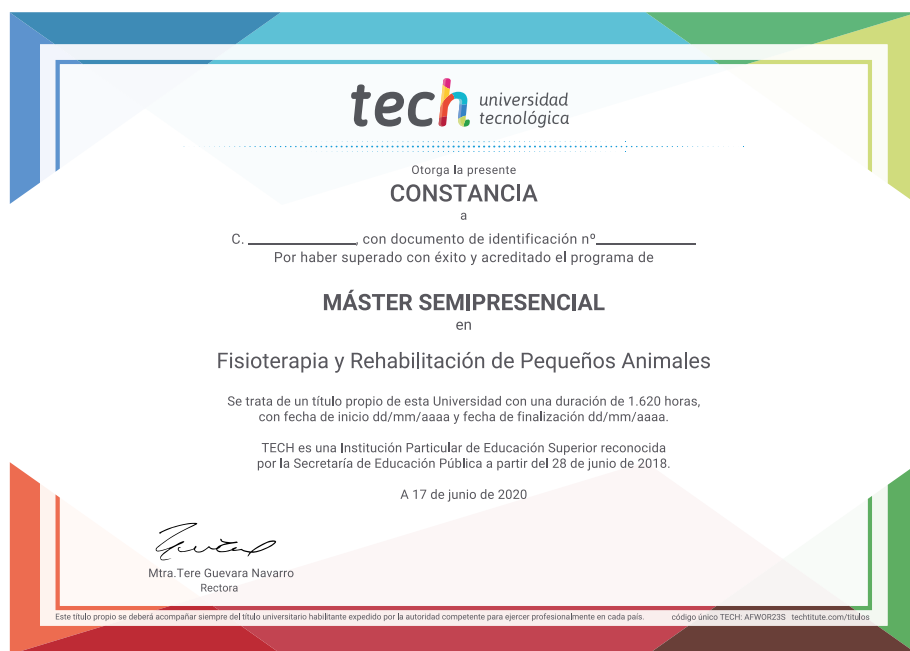 tech universidad
tecnológica
Otorga la presente
CONSTANCIA
a
C. ______________, con documento de identificación nº_____________
Por haber superado con éxito y acreditado el programa de
MÁSTER SEMIPRESENCIAL
en
Fisioterapia y Rehabilitación de Pequeños Animales
Se trata de un título propio de esta Universidad con una duración de 1.620 horas,
con fecha de inicio dd/mm/aaaa y fecha de finalización dd/mm/aaaa.
TECH es una Institución Particular de Educación Superior reconocida
por la Secretaría de Educación Pública a partir del 28 de junio de 2018.
A 17 de junio de 2020
Mtra.Tere Guevara Navarro
Rectora
Este título propio se deberá acompañar siempre del título universitario habilitante expedido por la autoridad competente para ejercer profesionalmente en cada país. código único TECH: AFWOR23S techtitute.com/titulos